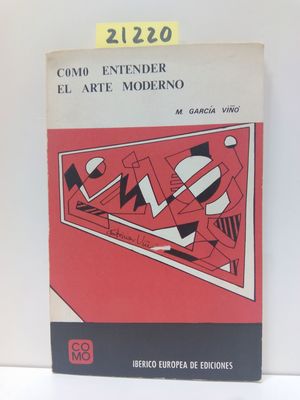 21220
COMO ENTENDER
EL ARTE MODERNO
M. GARCÍA VIÑÓ
CO
MO
IBERICO EUROPEA DE EDICIONES